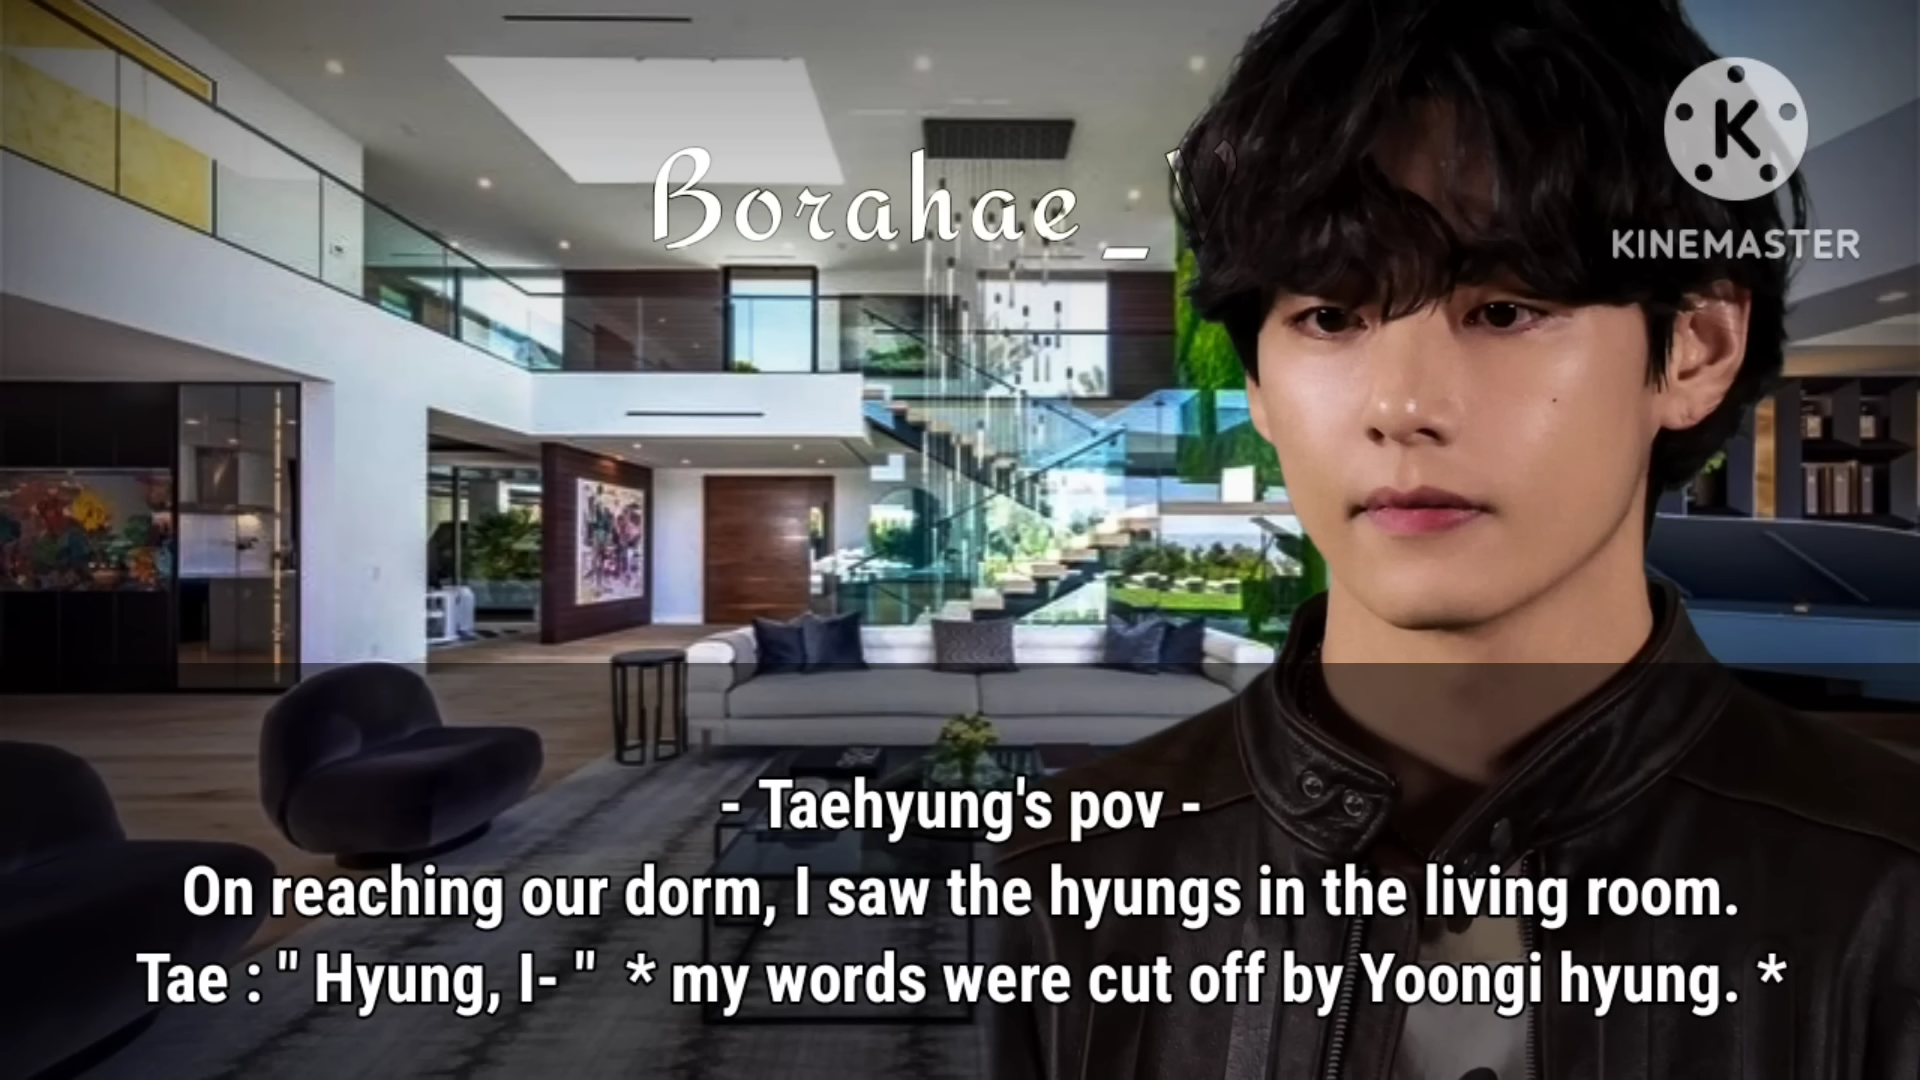 Borahae_V
K
KINEMASTER
- Taehyung's pov -
On reaching our dorm, I saw the hyungs in the living room.
Tae : " Hyung, I- " * my words were cut off by Yoongi hyung. *